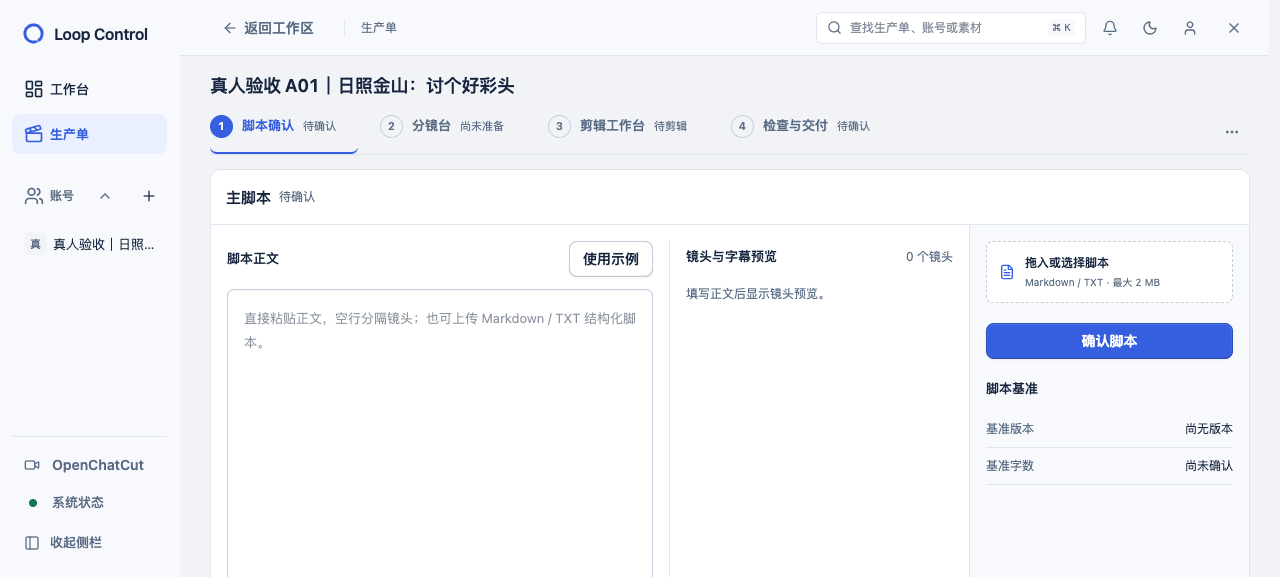 Loop Control
工作台
生产单
账号
真
真人验收｜日照...
OpenChatCut
系统状态
收起侧栏
返回工作区
生产单
查找生产单、账号或素材
⌘ K
真人验收 A01｜日照金山：讨个好彩头
1 脚本确认 待确认
2 分镜台 尚未准备
3 剪辑工作台 待剪辑
4 检查与交付 待确认
主脚本 待确认
脚本正文
使用示例
直接粘贴正文，空行分隔镜头；也可上传 Markdown / TXT 结构化脚
本。
镜头与字幕预览
0 个镜头
填写正文后显示镜头预览。
拖入或选择脚本
Markdown / TXT · 最大 2 MB
确认脚本
脚本基准
基准版本 尚无版本
基准字数 尚未确认